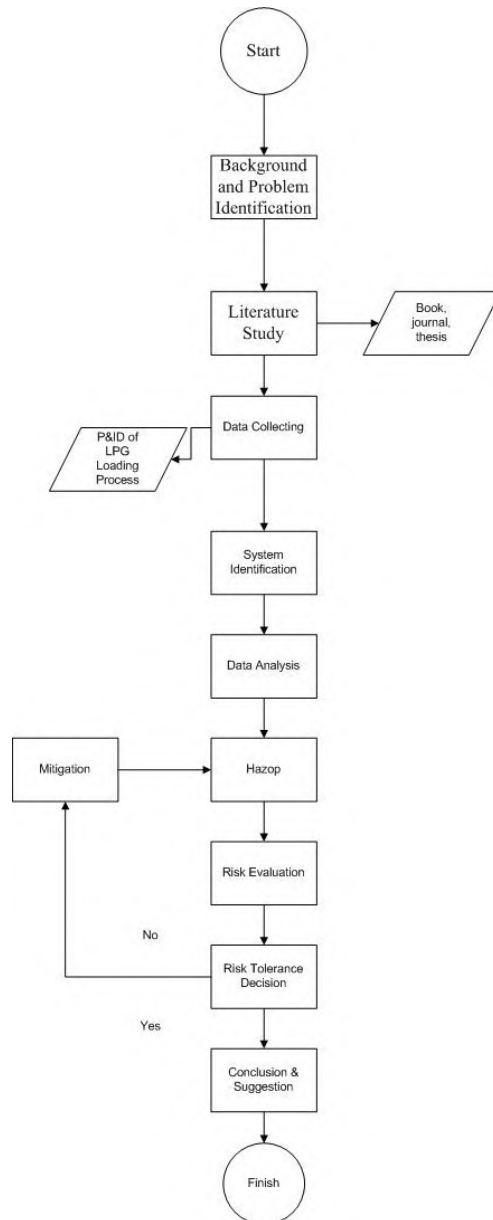 Start
Background
and Problem
Identification
Literature
Study
Book,
journal,
thesis
Data Collecting
P&ID of
LPG
Loading
Process
System
Identification
Data Analysis
Mitigation
Hazop
Risk Evaluation
No
Risk Tolerance
Decision
Yes
Conclusion &
Suggestion
Finish